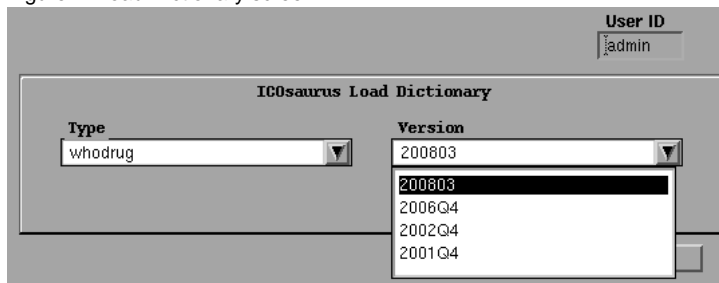 User ID
admin
ICOsaurus Load Dictionary
Type
Version
whodrug
200803
200803
2006Q4
2002Q4
2001Q4